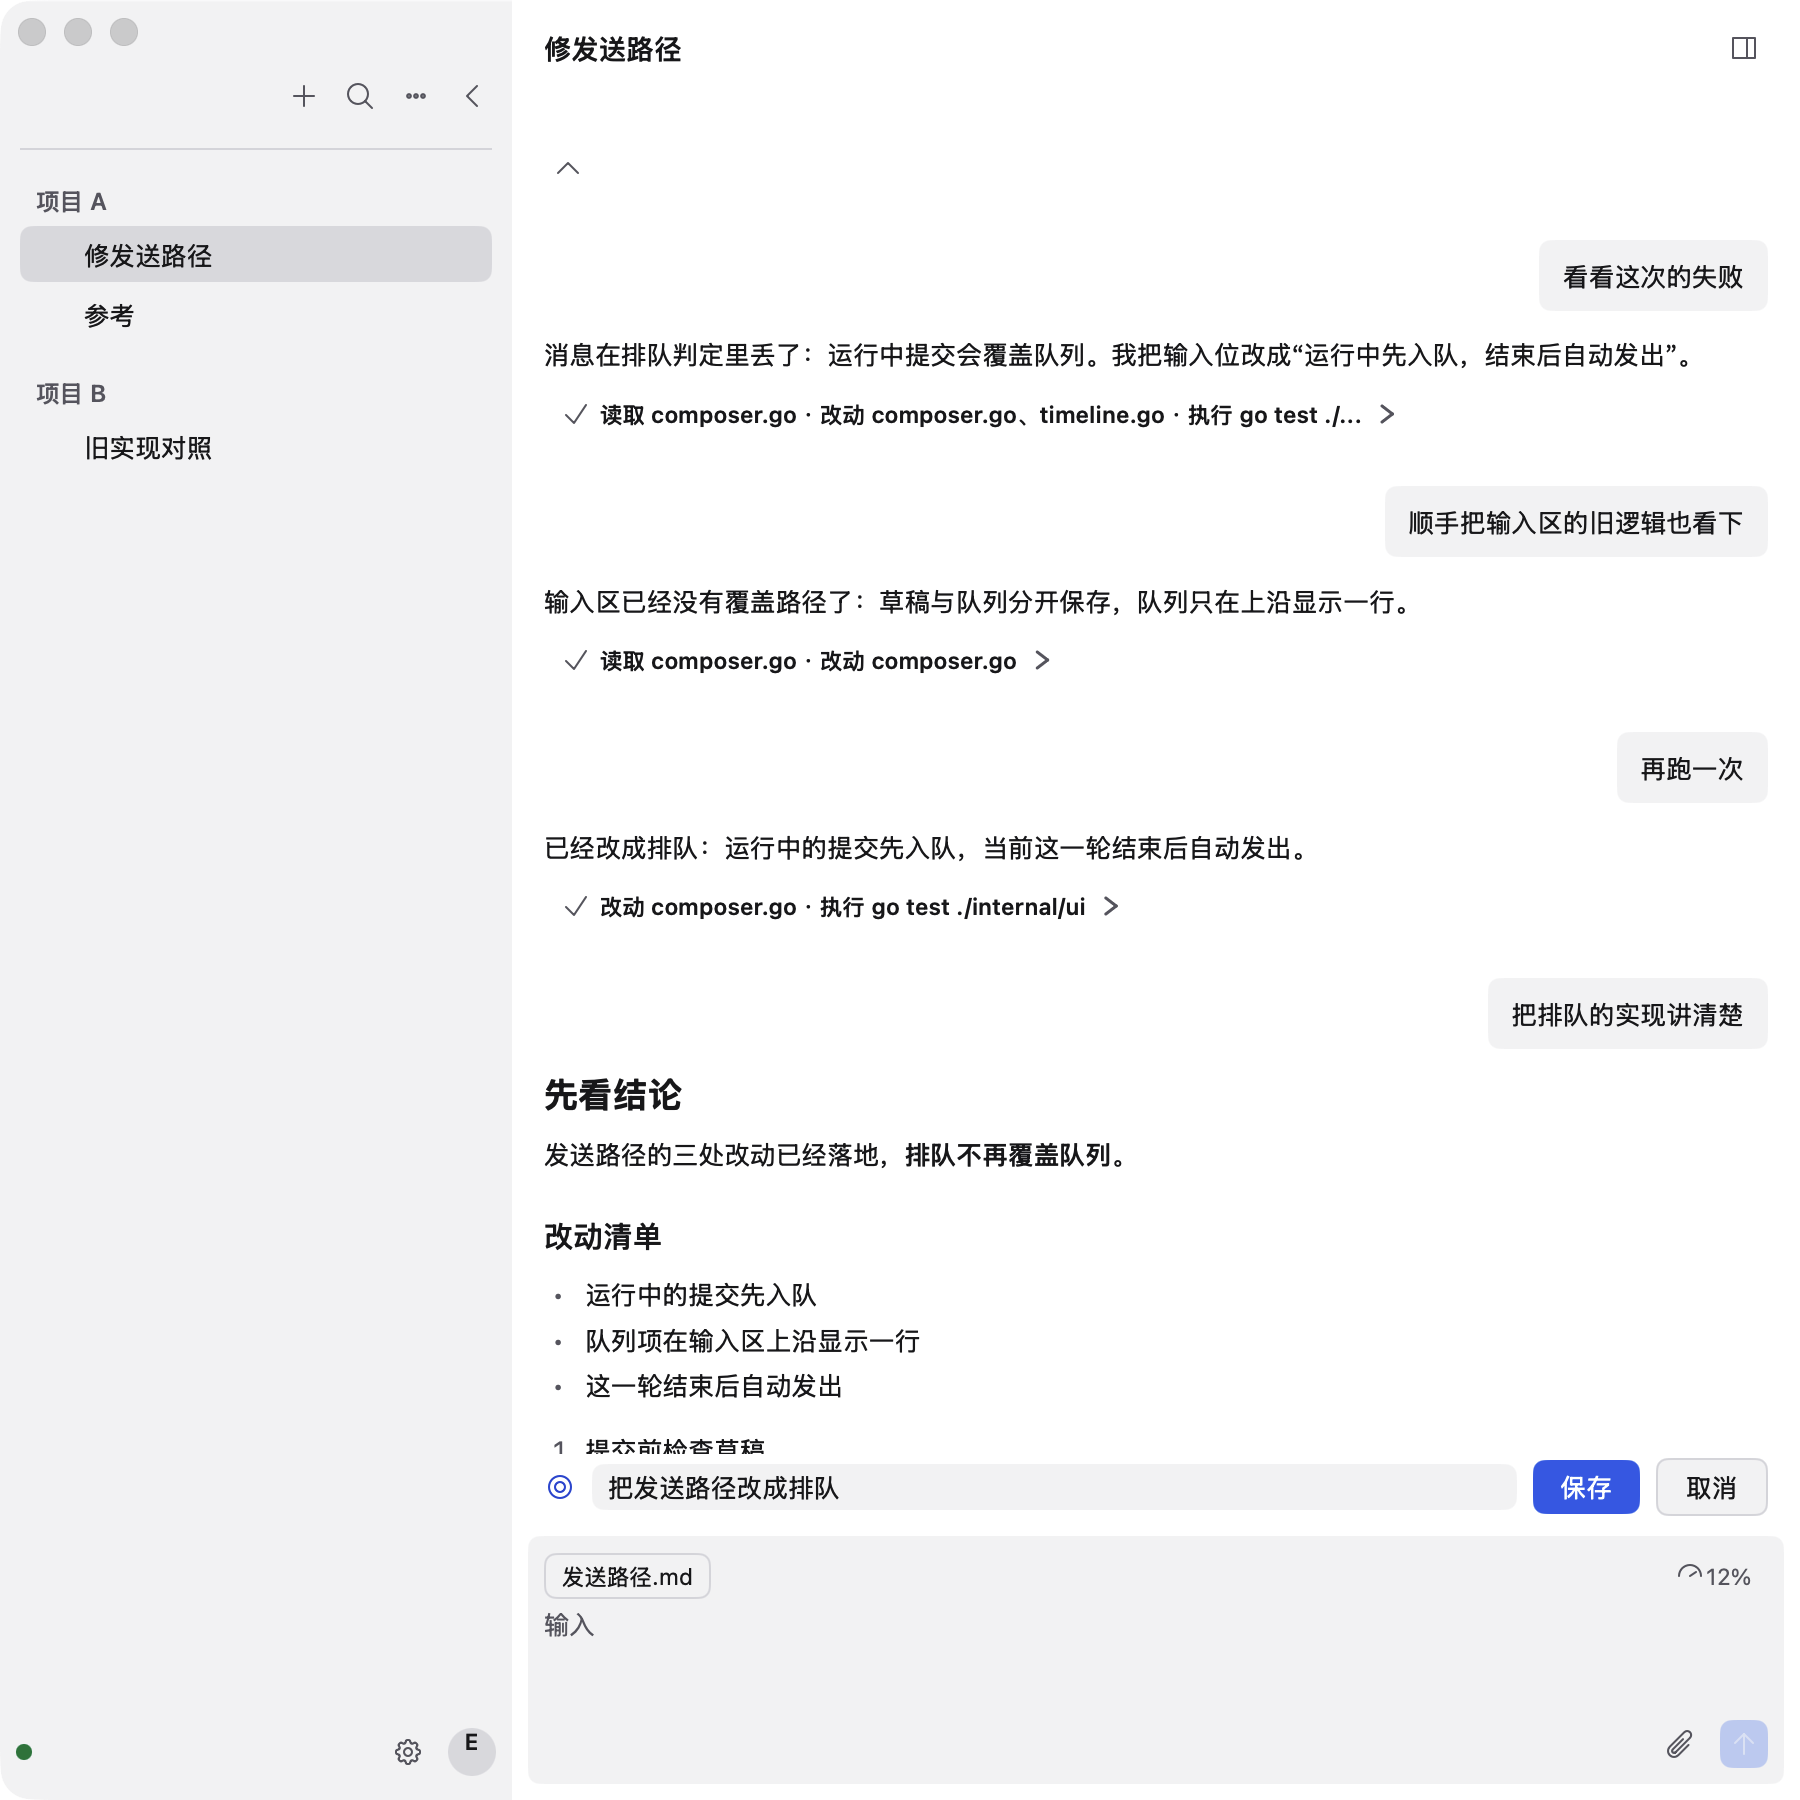 修发送路径
项目 A
修发送路径
参考
项目 B
旧实现对照
E
看看这次的失败
消息在排队判定里丢了：运行中提交会覆盖队列。我把输入位改成“运行中先入队，结束后自动发出”。
读取 composer.go · 改动 composer.go、timeline.go · 执行 go test ./...
顺手把输入区的旧逻辑也看下
输入区已经没有覆盖路径了：草稿与队列分开保存，队列只在上沿显示一行。
读取 composer.go · 改动 composer.go
再跑一次
已经改成排队：运行中的提交先入队，当前这一轮结束后自动发出。
改动 composer.go · 执行 go test ./internal/ui
把排队的实现讲清楚
先看结论
发送路径的三处改动已经落地，排队不再覆盖队列。
改动清单
• 运行中的提交先入队
• 队列项在输入区上沿显示一行
• 这一轮结束后自动发出
1 提交前检查草稿
把发送路径改成排队
保存
取消
发送路径.md
12%
输入